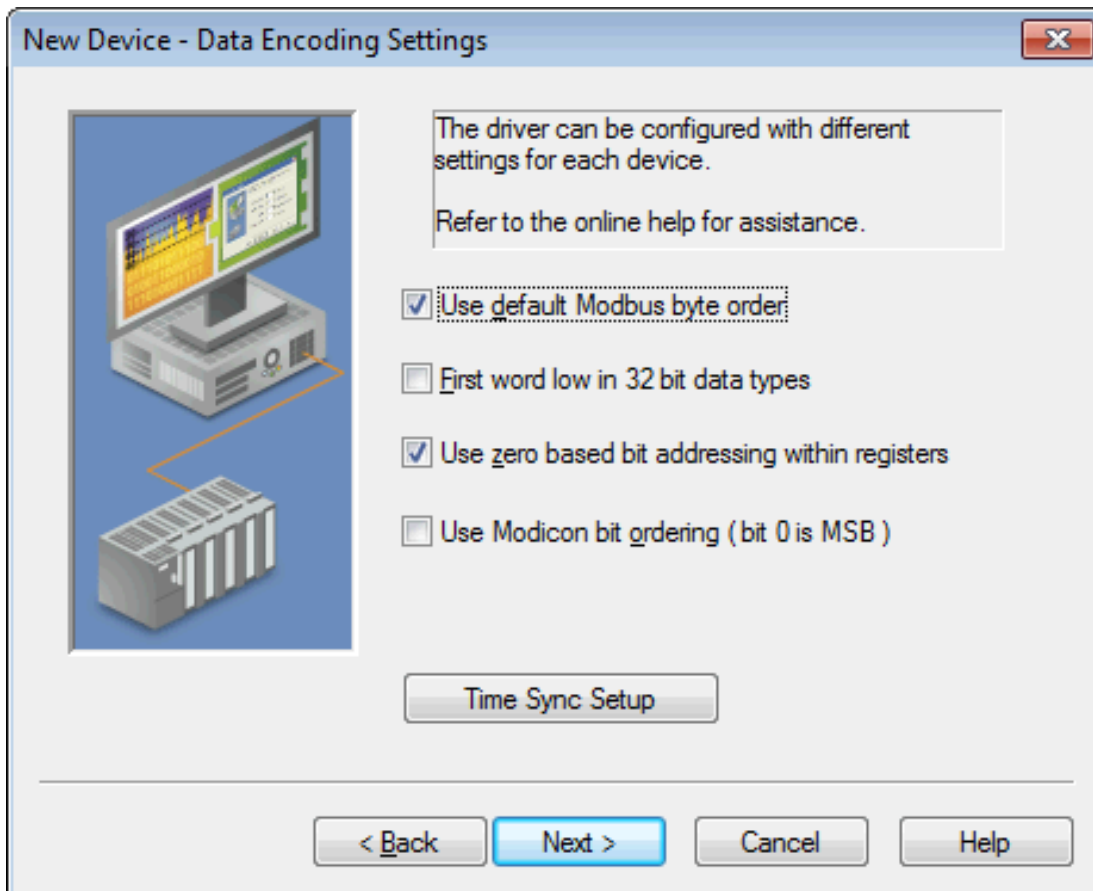 New Device - Data Encoding Settings
The driver can be configured with different
settings for each device.
Refer to the online help for assistance.
Use default Modbus byte order
First word low in 32 bit data types
Use zero based bit addressing within registers
Use Modicon bit ordering ( bit 0 is MSB )
Time Sync Setup
< Back
Next >
Cancel
Help